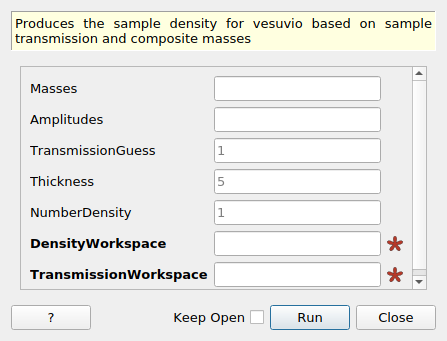 Produces the sample density for vesuvio based on sample
transmission and composite masses
Masses
Amplitudes
TransmissionGuess 1
Thickness 5
NumberDensity 1
DensityWorkspace *
TransmissionWorkspace *
? Keep Open Run Close